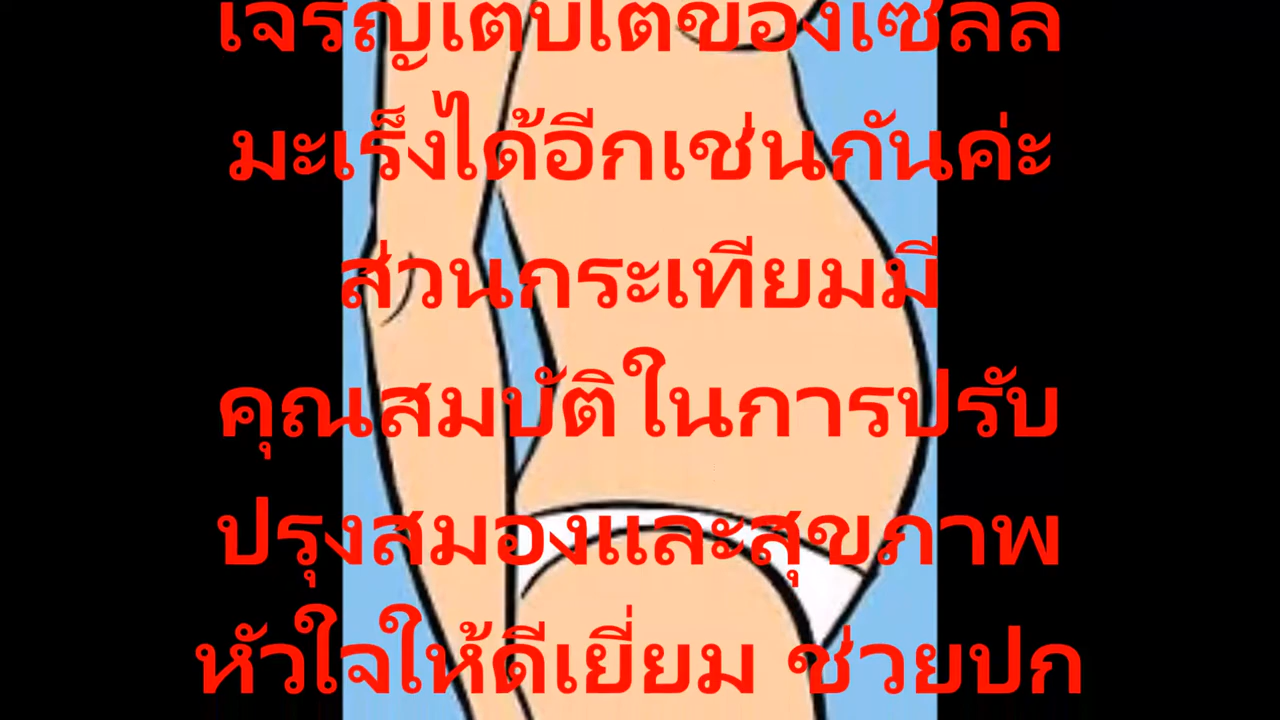 เจริญเติบโตของเซลล์
มะเร็งได้อีกเช่นกันค่ะ
ส่วนกระเทียมมี
คุณสมบัติในการปรับ
ปรุงสมองและสุขภาพ
หัวใจให้ดีเยี่ยม ช่วยปก